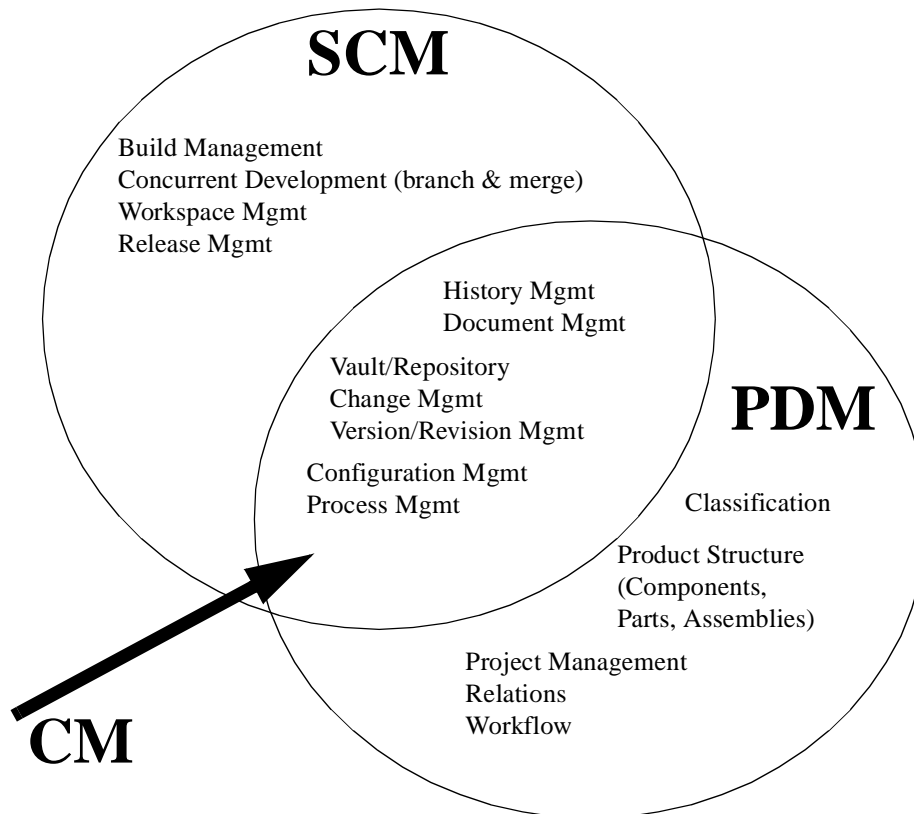 SCM
Build Management
Concurrent Development (branch & merge)
Workspace Mgmt
Release Mgmt
History Mgmt
Document Mgmt
Vault/Repository
Change Mgmt
Version/Revision Mgmt
Configuration Mgmt
Process Mgmt
PDM
Classification
Product Structure
(Components,
Parts, Assemblies)
Project Management
Relations
Workflow
CM